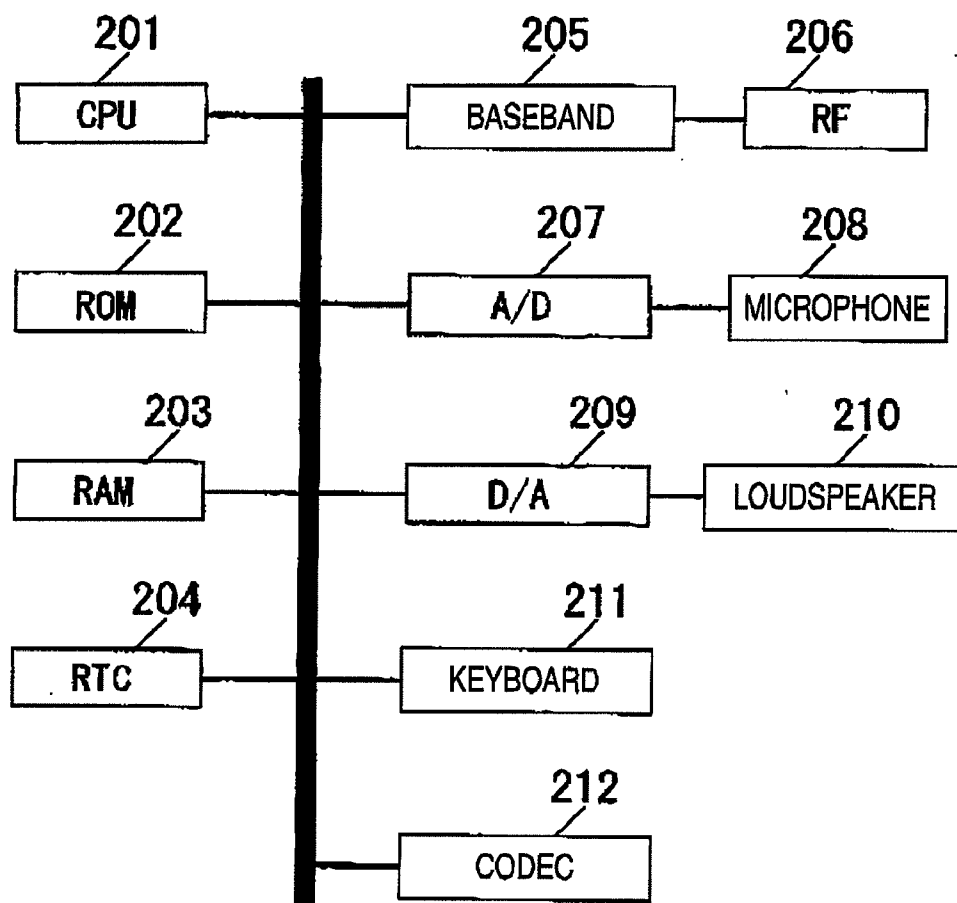 201 205 206
CPU BASEBAND RF
202 207 208
ROM A/D MICROPHONE
203 209 210
RAM D/A LOUDSPEAKER
204 211
RTC KEYBOARD
212
CODEC